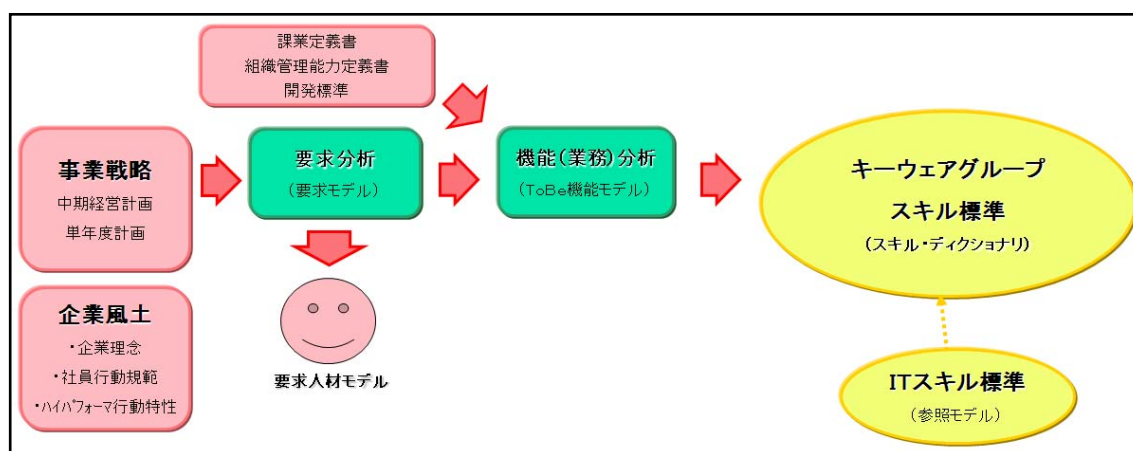 課業定義書
組織管理能力定義書
開発標準
事業戦略
中期経営計画
単年度計画
要求分析
(要求モデル)
機能(業務)分析
(ToBe機能モデル)
キーウェアグループ
スキル標準
(スキル・ディクショナリ)
企業風土
・企業理念
・社員行動規範
・ハイパフォーマ行動特性
要求人材モデル
ITスキル標準
(参照モデル)